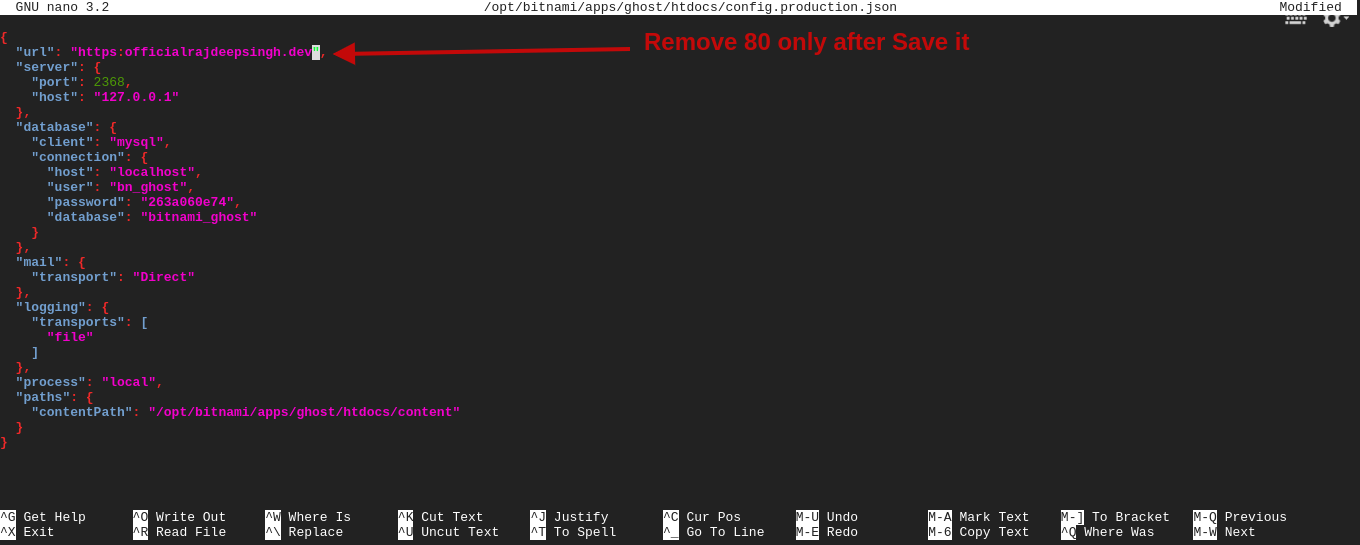 GNU nano 3.2 /opt/bitnami/apps/ghost/htdocs/config.production.json Modified
{
"url": "https:officialrajdeepsingh.dev",
Remove 80 only after Save it
"server": {
"port": 2368,
"host": "127.0.0.1"
},
"database": {
"client": "mysql",
"connection": {
"host": "localhost",
"user": "bn_ghost",
"password": "263a060e74",
"database": "bitnami_ghost"
}
},
"mail": {
"transport": "Direct"
},
"logging": {
"transports": [
"file"
]
},
"process": "local",
"paths": {
"contentPath": "/opt/bitnami/apps/ghost/htdocs/content"
}
}
^G Get Help ^O Write Out ^W Where Is ^K Cut Text ^J Justify ^C Cur Pos M-U Undo M-A Mark Text M-] To Bracket M-Q Previous
^X Exit ^R Read File ^\ Replace ^U Uncut Text ^T To Spell ^_ Go To Line M-E Redo M-6 Copy Text ^Q Where Was M-W Next